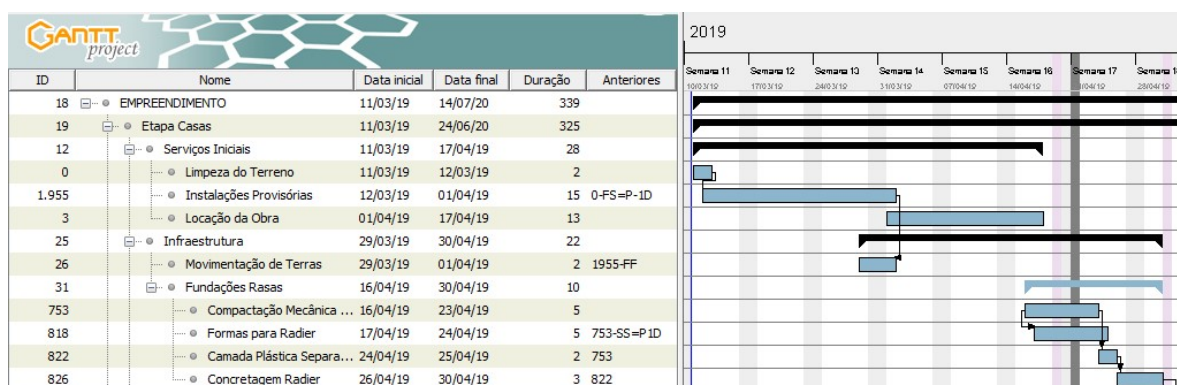 GANTT project
2019
Semana 11 Semana 12 Semana 13 Semana 14 Semana 15 Semana 16 Semana 17 Semana
10/03/19 17/03/19 24/03/19 31/03/19 07/04/19 14/04/19 28/04/19
ID Nome Data inicial Data final Duração Anteriores
18 EMPREENDIMENTO 11/03/19 14/07/20 339
19 Etapa Casas 11/03/19 24/06/20 325
12 Serviços Iniciais 11/03/19 17/04/19 28
0 Limpeza do Terreno 11/03/19 12/03/19 2
1.955 Instalações Provisórias 12/03/19 01/04/19 15 0-FS=P-1D
3 Locação da Obra 01/04/19 17/04/19 13
25 Infraestrutura 29/03/19 30/04/19 22
26 Movimentação de Terras 29/03/19 01/04/19 2 1955-FF
31 Fundações Rasas 16/04/19 30/04/19 10
753 Compactação Mecânica ... 16/04/19 23/04/19 5
818 Formas para Radier 17/04/19 24/04/19 5 753-SS=P1D
822 Camada Plástica Separa... 24/04/19 25/04/19 2 753
826 Concretagem Radier 26/04/19 30/04/19 3 822